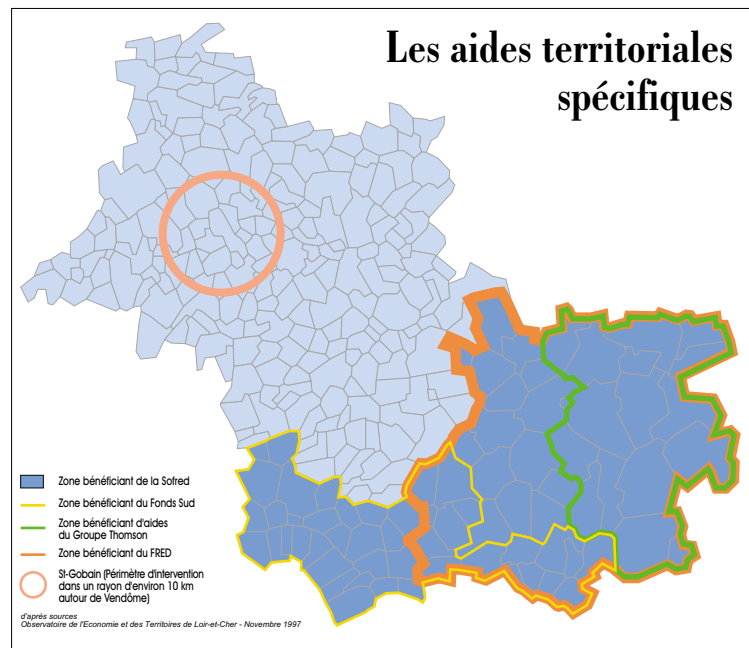 Les aides territoriales
spécifiques
Zone bénéficiant de la Sofred
Zone bénéficiant du Fonds Sud
Zone bénéficiant d'aides
du Groupe Thomson
Zone bénéficiant du FRED
St-Gobain (Périmètre d'intervention
dans un rayon d'environ 10 km
autour de Vendôme)
d'après sources
Observatoire de l'Economie et des Territoires de Loir-et-Cher - Novembre 1997